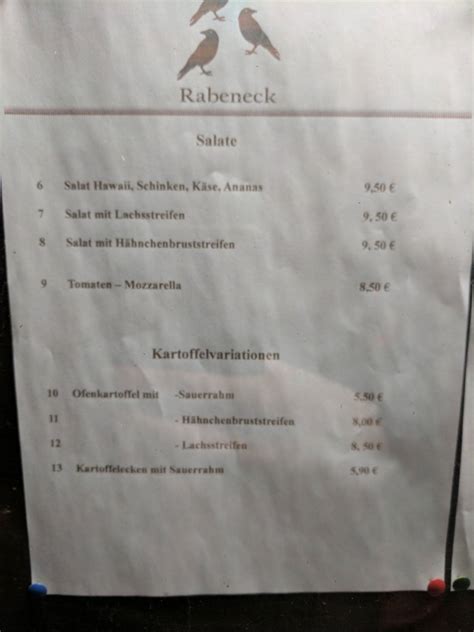 Rabeneck
Salate
6 Salat Hawaii, Schinken, Käse, Ananas 9,50 €
7 Salat mit Lachsstreifen 9, 50 €
8 Salat mit Hähnchenbruststreifen 9, 50 €
9 Tomaten – Mozzarella 8,50 €
Kartoffelvariationen
10 Ofenkartoffel mit -Sauerrahm 5,50 €
11 - Hähnchenbruststreifen 8,00 €
12 - Lachsstreifen 8, 50 €
13 Kartoffelecken mit Sauerrahm 5,90 €